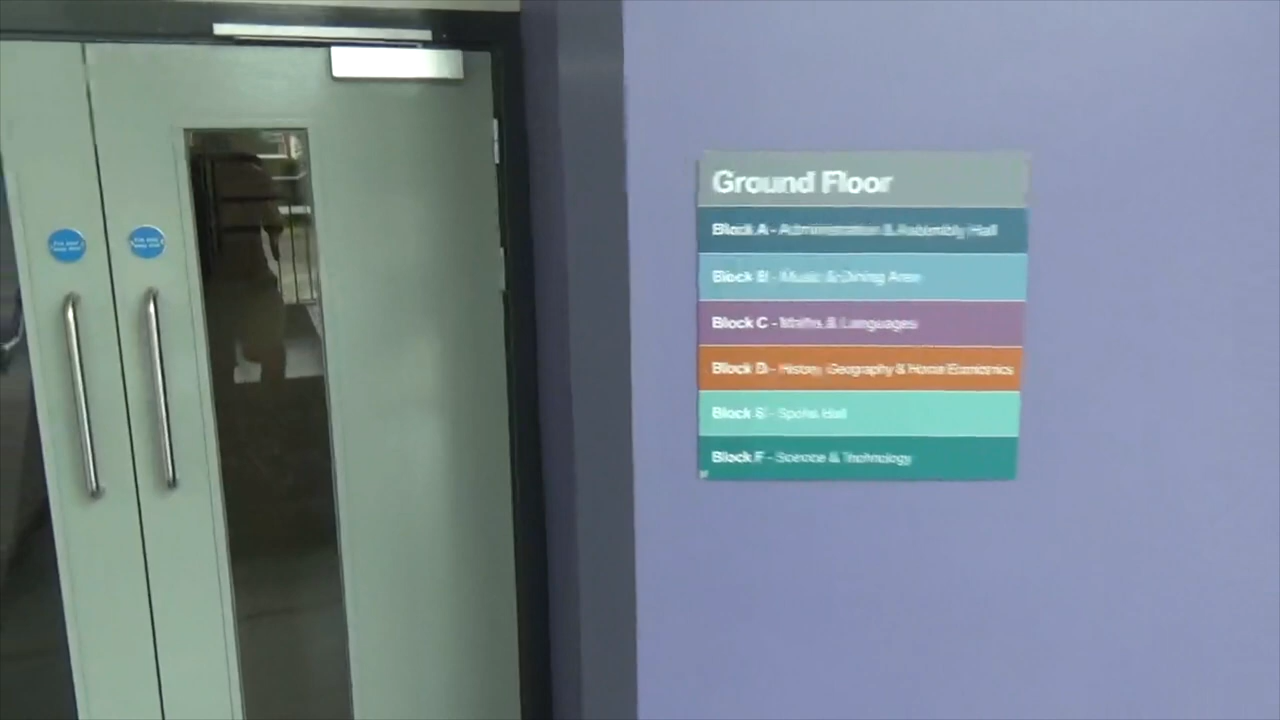 Ground Floor
Block A - Administration & Assembly Hall
Block B - Music & Dining Area
Block C - Maths & Languages
Block D - History, Geography & Home Economics
Block S - Sports Hall
Block F - Science & Technology